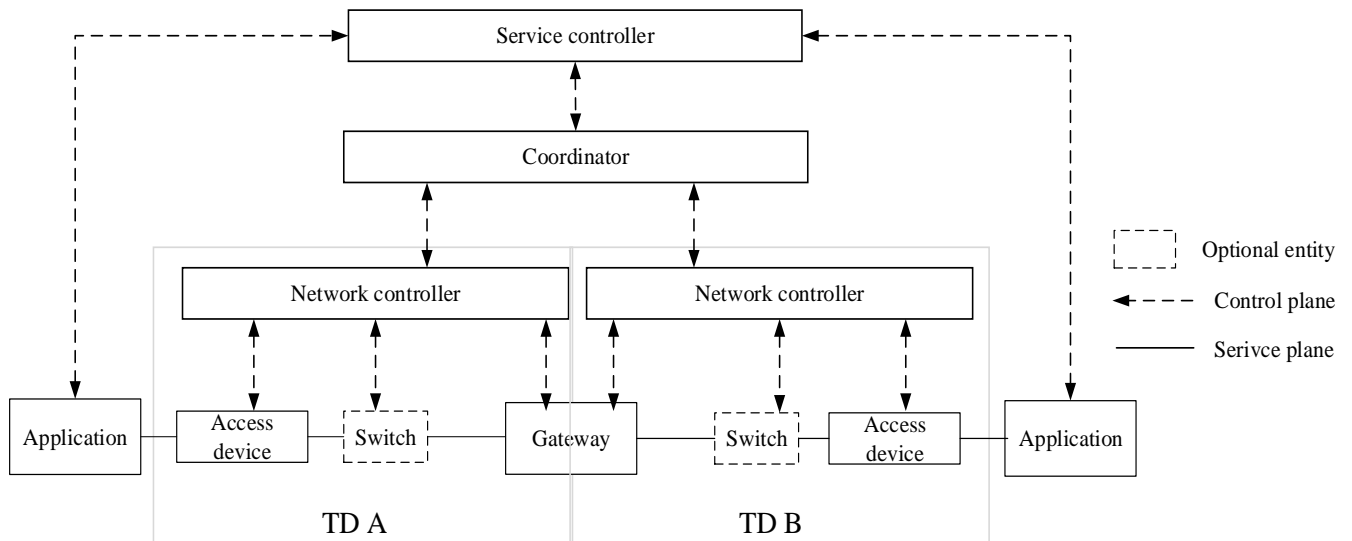 Service controller
Coordinator
Network controller
Network controller
Optional entity
Control plane
Serivce plane
Application
Access
device
Switch
Gateway
Switch
Access
device
Application
TD A
TD B